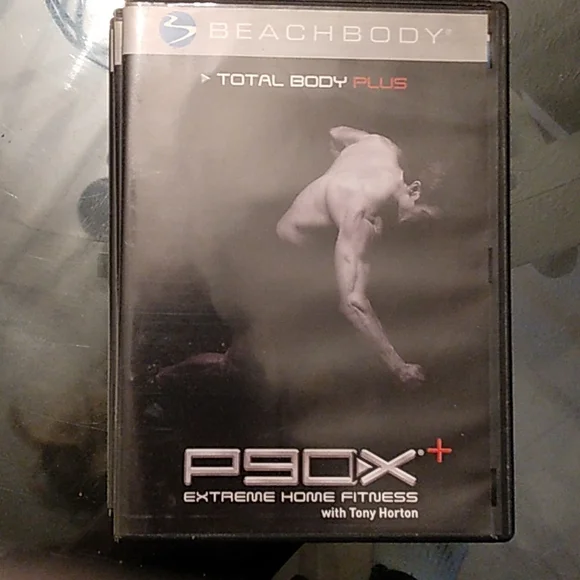 BEACHBODY®
> TOTAL BODY PLUS
P90X®+
EXTREME HOME FITNESS
with Tony Horton